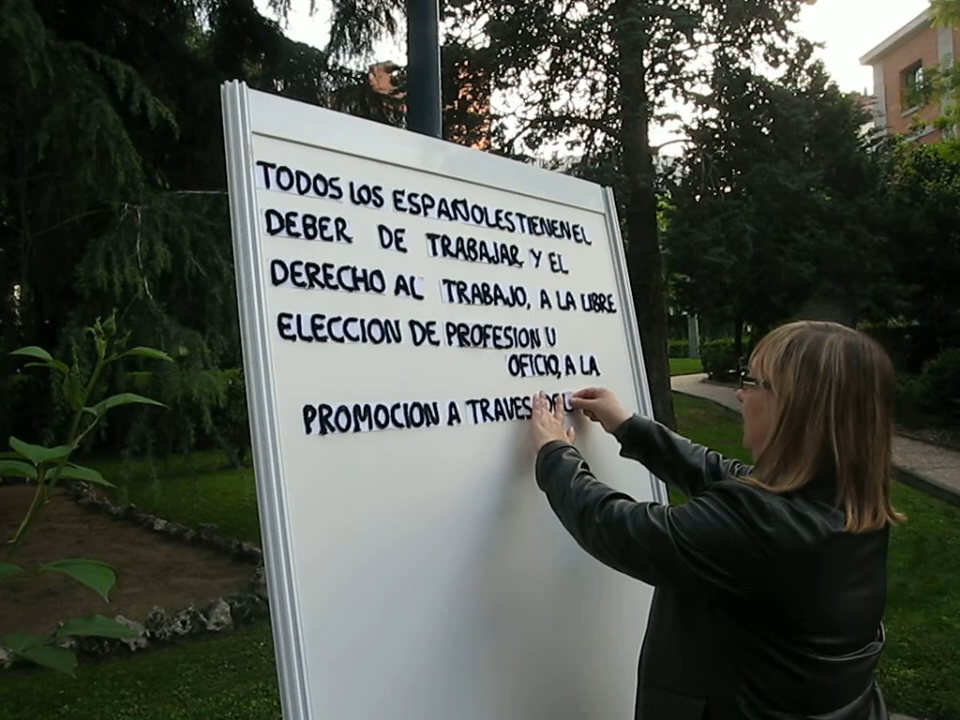 TODOS LOS ESPAÑOLES TIENEN EL
DEBER DE TRABAJAR Y EL
DERECHO AL TRABAJO, A LA LIBRE
ELECCION DE PROFESION U
OFICIO, A LA
PROMOCION A TRAVES DEL